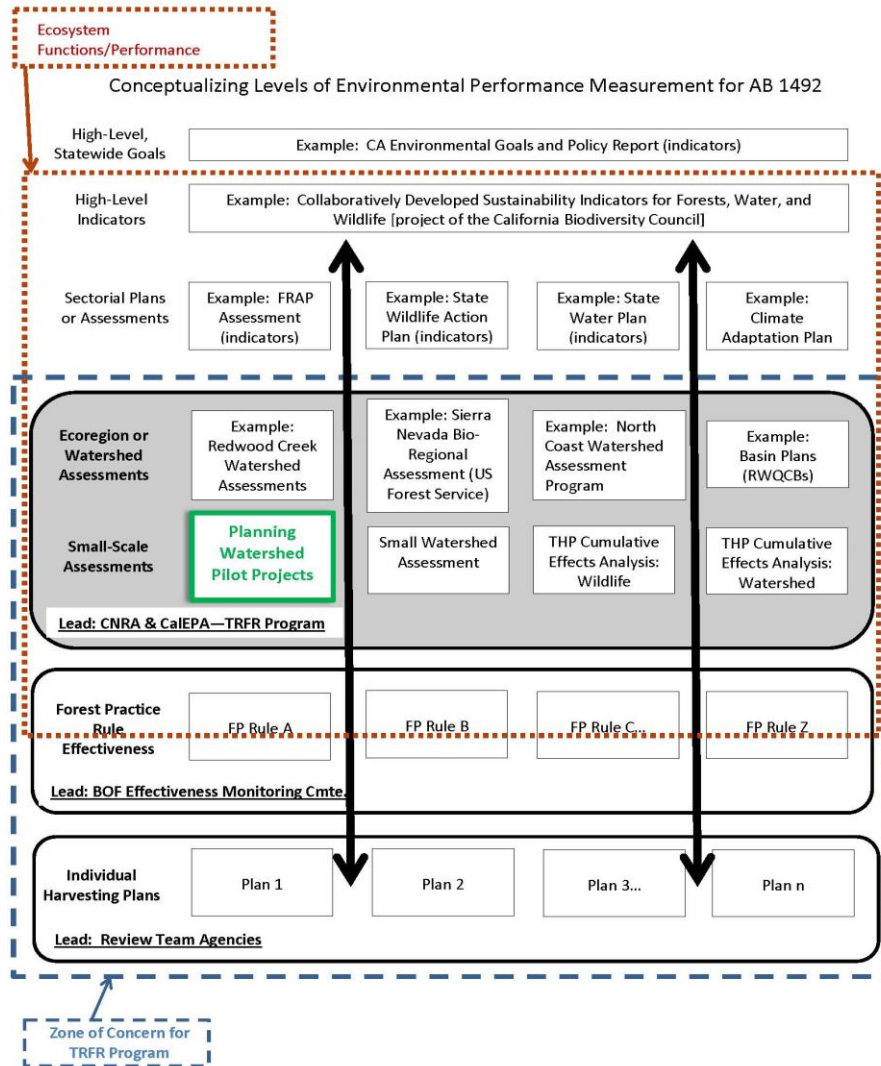 Ecosystem
Functions/Performance
Conceptualizing Levels of Environmental Performance Measurement for AB 1492
High-Level,
Statewide Goals
Example:  CA Environmental Goals and Policy Report (indicators)
High-Level
Indicators
Example:  Collaboratively Developed Sustainability Indicators for Forests, Water, and
Wildlife [project of the California Biodiversity Council]
Sectorial Plans
or Assessments
Example:  FRAP
Assessment
(indicators)
Example: State
Wildlife Action
Plan (indicators)
Example: State
Water Plan
(indicators)
Example:
Climate
Adaptation Plan
Ecoregion or
Watershed
Assessments
Example:
Redwood Creek
Watershed
Assessments
Example: Sierra
Nevada Bio-
Regional
Assessment (US
Forest Service)
Example:  North
Coast Watershed
Assessment
Program
Example:
Basin Plans
(RWQCBs)
Small-Scale
Assessments
Planning
Watershed
Pilot Projects
Small Watershed
Assessment
THP Cumulative
Effects Analysis:
Wildlife
THP Cumulative
Effects Analysis:
Watershed
Lead: CNRA & CalEPA—TRFR Program
Forest Practice
Rule
Effectiveness
FP Rule A
FP Rule B
FP Rule C...
FP Rule Z
Lead: BOF Effectiveness Monitoring Cmte.
Individual
Harvesting Plans
Plan 1
Plan 2
Plan 3...
Plan n
Lead:  Review Team Agencies
Zone of Concern for
TRFR Program